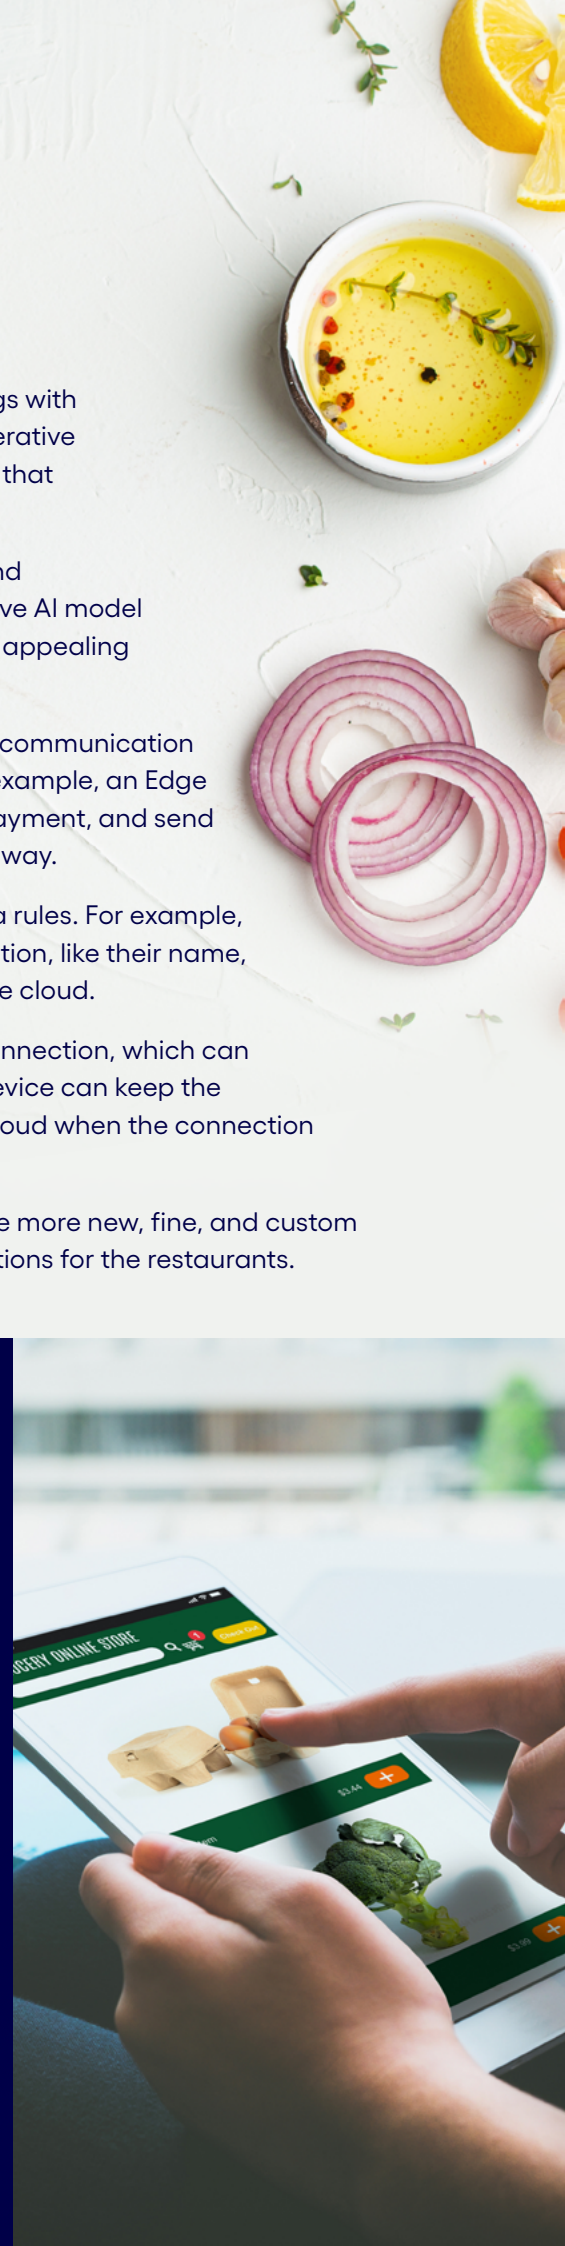 gs with
erative
that
nd
ve AI model
appealing
communication
example, an Edge
ayment, and send
way.
a rules. For example,
tion, like their name,
e cloud.
nnection, which can
evice can keep the
loud when the connection
e more new, fine, and custom
tions for the restaurants.
OCERY ONLINE STORE
1
Check Out
$3.44
$3.99